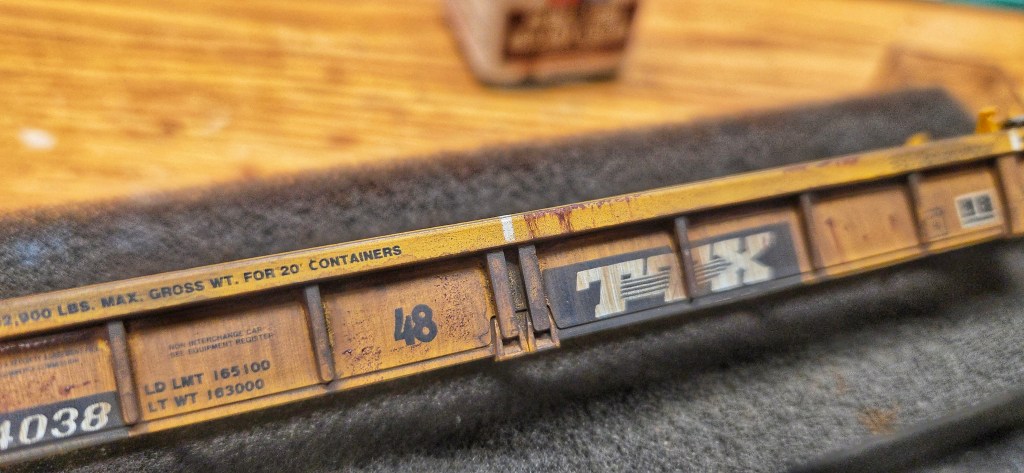 2,900 LBS. MAX. GROSS WT. FOR 20' CONTAINERS
NON INTERCHANGE CAR
SEE EQUIPMENT REGISTER
LD LMT 165100
LT WT 163000
4038
48
TTX